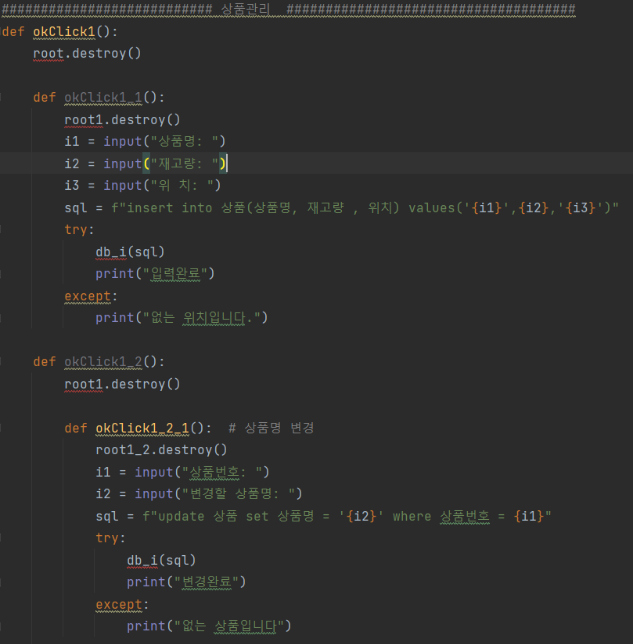 ########################### 상품관리  #####################################
def okClick1():
    root.destroy()
    def okClick1_1():
        root1.destroy()
        i1 = input("상품명: ")
        i2 = input("재고량: ")
        i3 = input("위 치: ")
        sql = f"insert into 상품(상품명, 재고량 , 위치) values('{i1}',{i2},'{i3}')"
        try:
            db_i(sql)
            print("입력완료")
        except:
            print("없는 위치입니다.")
    def okClick1_2():
        root1.destroy()
        def okClick1_2_1():  # 상품명 변경
            root1_2.destroy()
            i1 = input("상품번호: ")
            i2 = input("변경할 상품명: ")
            sql = f"update 상품 set 상품명 = '{i2}' where 상품번호 = {i1}"
            try:
                db_i(sql)
                print("변경완료")
            except:
                print("없는 상품입니다")